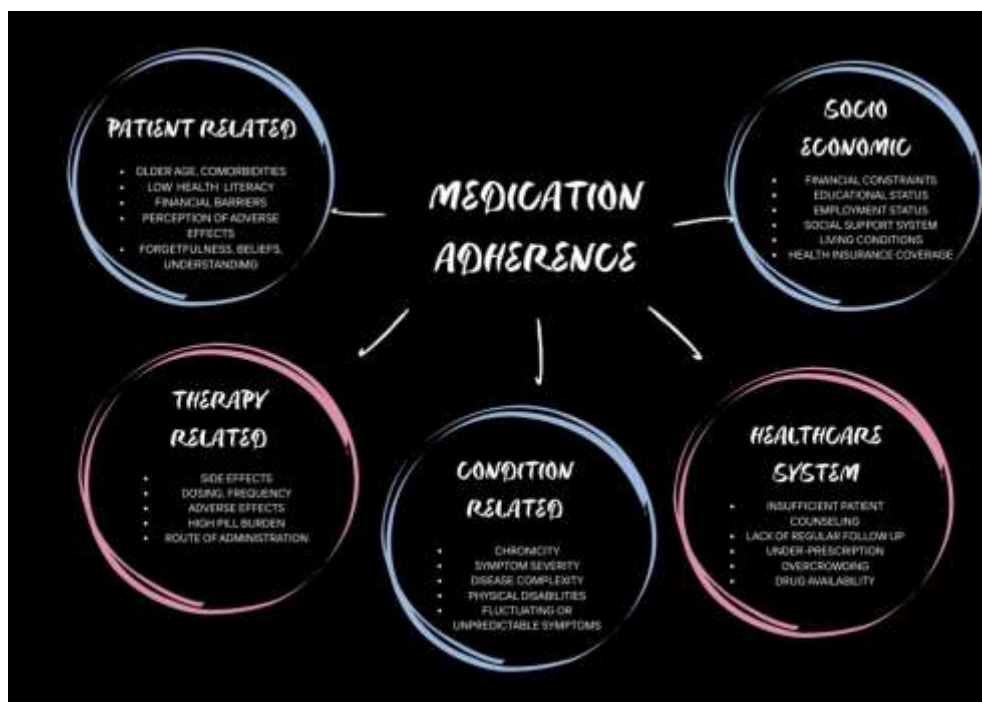 PATIENT RELATED
• OLDER AGE, COMORBIDITIES
• LOW HEALTH LITERACY
• FINANCIAL BARRIERS
• PERCEPTION OF ADVERSE
EFFECTS
• FORGETFULNESS, BELIEFS,
UNDERSTANDIMG
MEDICATION
ADHERENCE
SOCIO
ECONOMIC
• FINANCIAL CONSTRAINTS
• EDUCATIONAL STATUS
• EMPLOYMENT STATUS
• SOCIAL SUPPORT SYSTEM
• LIVING CONDITIONS
• HEALTH INSURANCE COVERAGE
THERAPY
RELATED
• SIDE EFFECTS
• DOSING, FREQUENCY
• ADVERSE EFFECTS
• HIGH PILL BURDEN
• ROUTE OF ADMINISTRATION
CONDITION
RELATED
• CHRONICITY
• SYMPTOM SEVERITY
• DISEASE COMPLEXITY
• PHYSICAL DISABILITIES
• FLUCTUATING OR
UNPREDICTABLE SYMPTOMS
HEALTHCARE
SYSTEM
• INSUFFICIENT PATIENT
COUNSELING
• LACK OF REGULAR FOLLOW UP
• UNDER-PRESCRIPTION
• OVERCROWDING
• DRUG AVAILABILITY